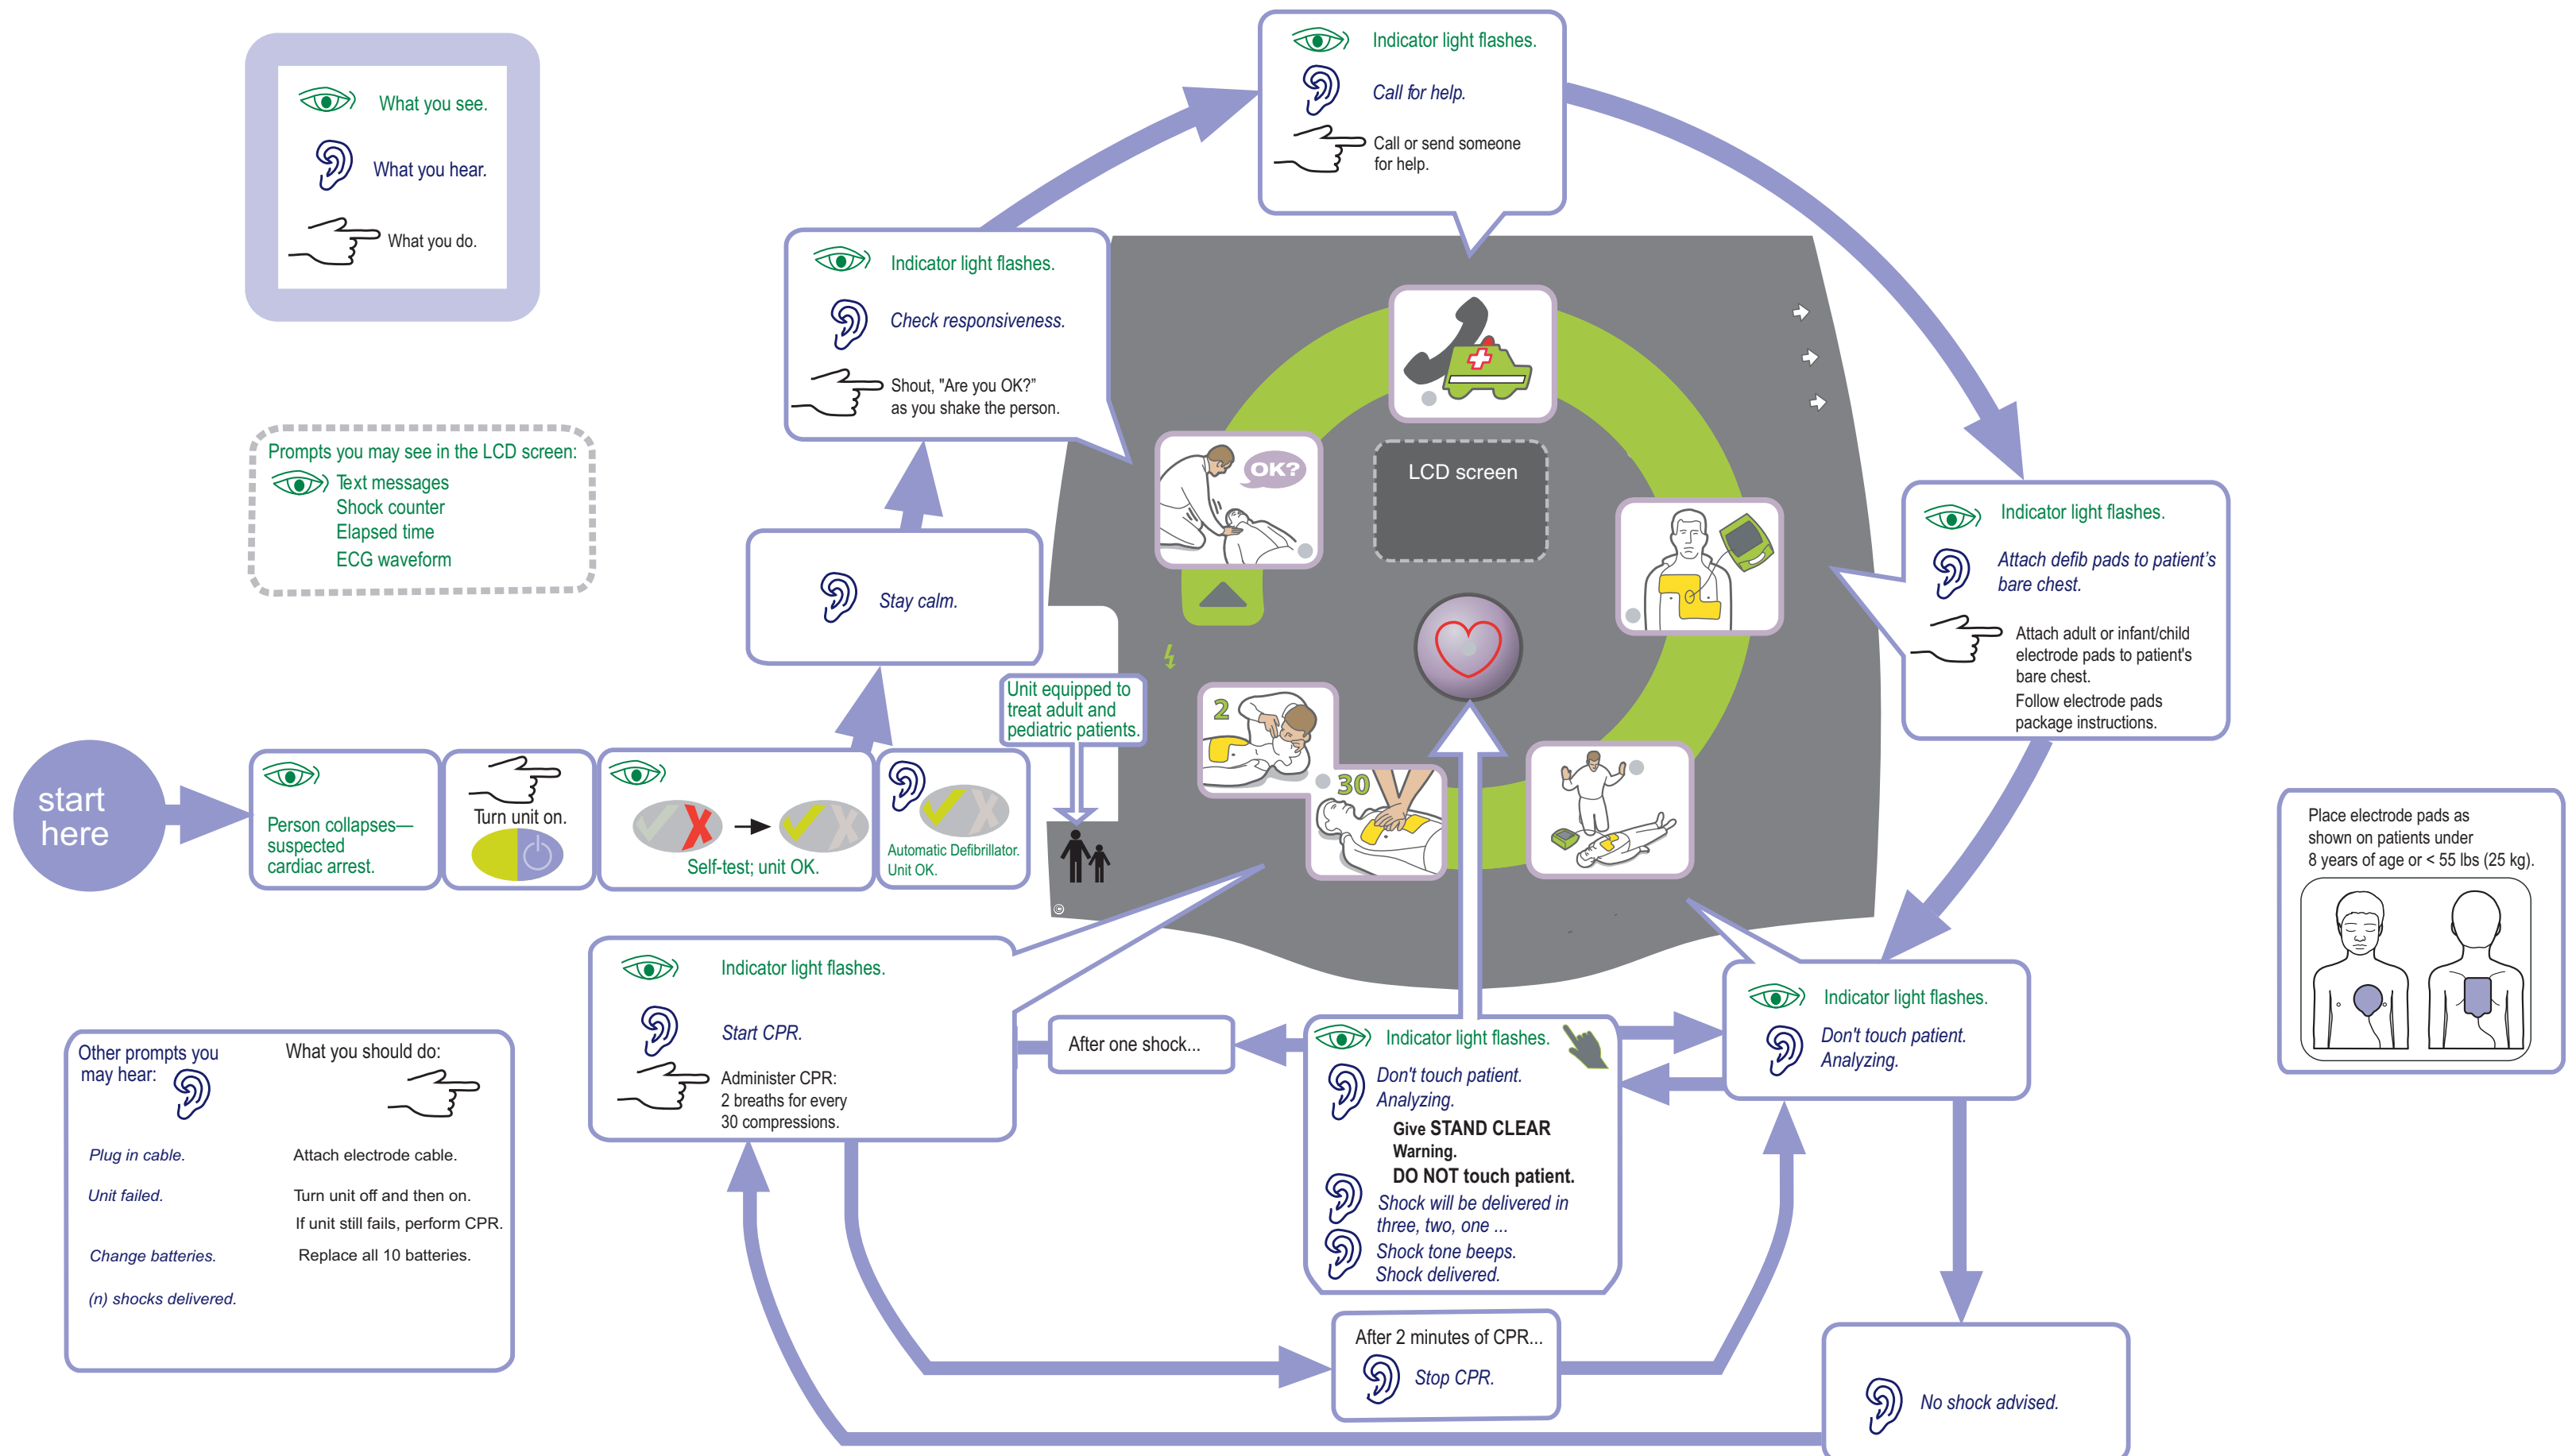 What you see.
What you hear.
What you do.
Prompts you may see in the LCD screen:
Text messages
Shock counter
Elapsed time
ECG waveform
start
here
Person collapses—
suspected
cardiac arrest.
Turn unit on.
Self-test; unit OK.
Automatic Defibrillator.
Unit OK.
Unit equipped to
treat adult and
pediatric patients.
Stay calm.
Indicator light flashes.
Check responsiveness.
Shout, "Are you OK?”
as you shake the person.
Indicator light flashes.
Call for help.
Call or send someone
for help.
OK?
LCD screen
2
30
©
Indicator light flashes.
Attach defib pads to patient’s
bare chest.
Attach adult or infant/child
electrode pads to patient's
bare chest.
Follow electrode pads
package instructions.
Place electrode pads as
shown on patients under
8 years of age or < 55 lbs (25 kg).
Indicator light flashes.
Don't touch patient.
Analyzing.
Indicator light flashes.
Don't touch patient.
Analyzing.
Give STAND CLEAR
Warning.
DO NOT touch patient.
Shock will be delivered in
three, two, one ...
Shock tone beeps.
Shock delivered.
After one shock...
Indicator light flashes.
Start CPR.
Administer CPR:
2 breaths for every
30 compressions.
After 2 minutes of CPR...
Stop CPR.
No shock advised.
Other prompts you
may hear:
What you should do:
Plug in cable.
Attach electrode cable.
Unit failed.
Turn unit off and then on.
If unit still fails, perform CPR.
Change batteries.
Replace all 10 batteries.
(n) shocks delivered.